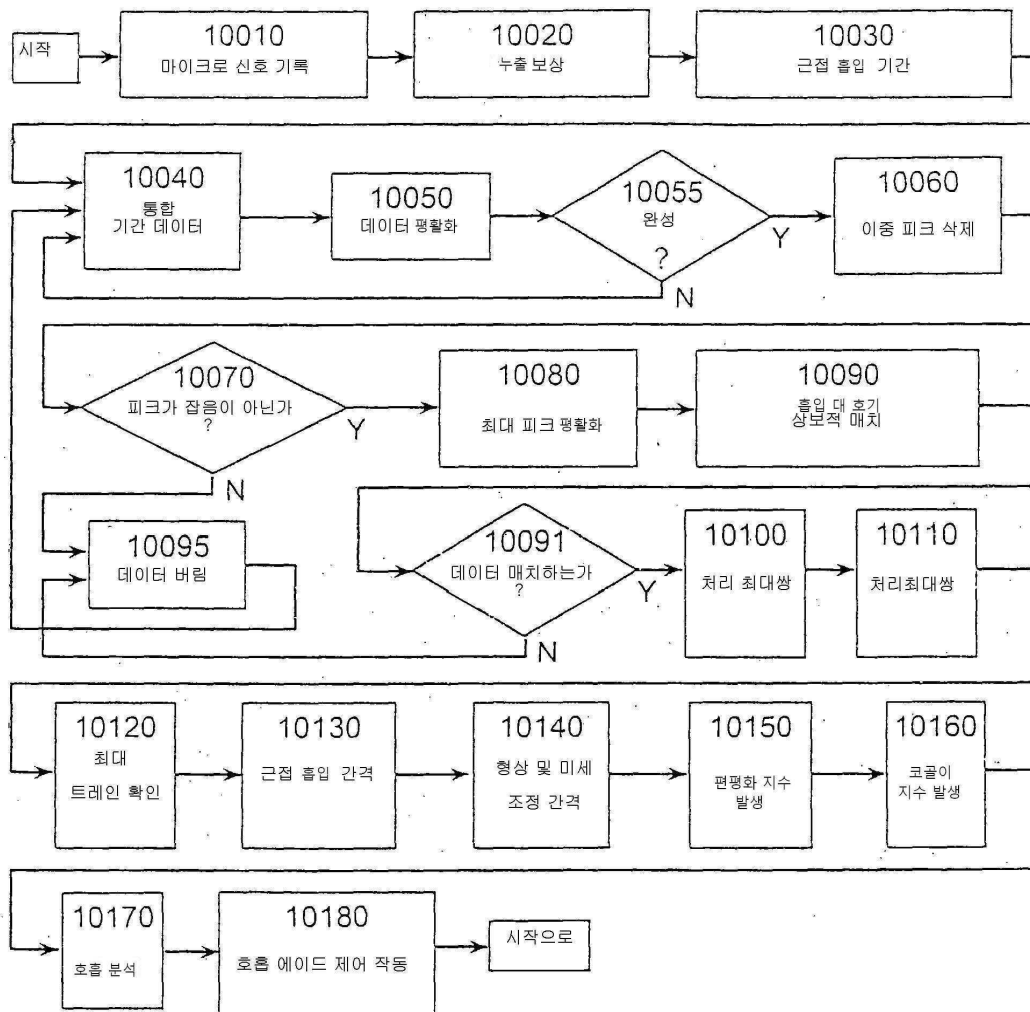 시작
10010
마이크로 신호 기록
10020
누출 보상
10030
근접 흡입 기간
10040
통합
기간 데이터
10050
데이터 평활화
10055
완성
?
Y
N
10060
이중 피크 삭제
10070
피크가 잡음이 아닌가
?
Y
N
10080
최대 피크 평활화
10090
흡입 대 호기
상보적 매치
10095
데이터 버림
10091
데이터 매치하는가
?
Y
N
10100
처리 최대쌍
10110
처리최대쌍
10120
최대
트레인 확인
10130
근접 흡입 간격
10140
형상 및 미세
조정 간격
10150
편평화 지수
발생
10160
코골이
지수 발생
10170
호흡 분석
10180
호흡 에이드 제어 작동
시작으로